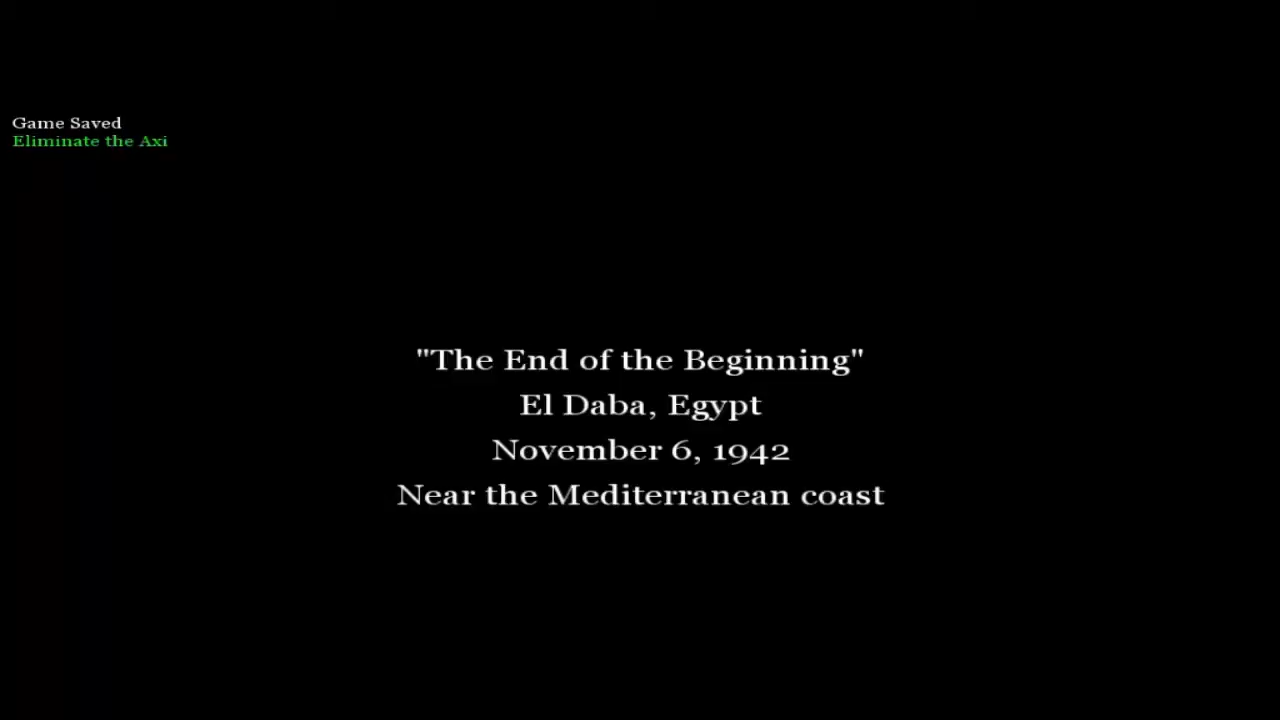 Game Saved
Eliminate the Axi
"The End of the Beginning"
El Daba, Egypt
November 6, 1942
Near the Mediterranean coast